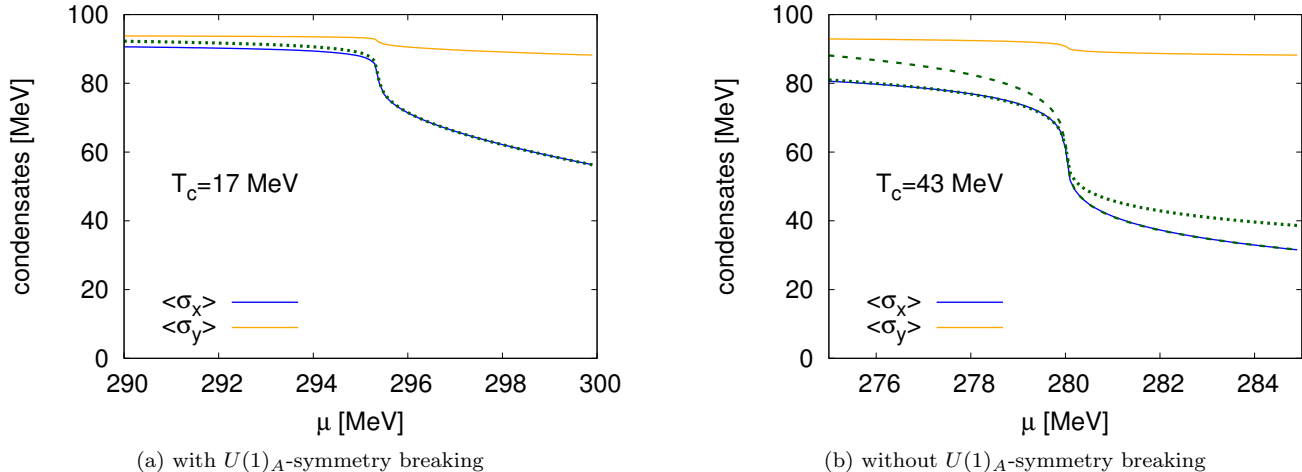 100
80
60
40
20
0
condensates [MeV]
T_c=17 MeV
<σ_x>
<σ_y>
290 292 294 296 298 300
μ [MeV]
(a) with U(1)_A-symmetry breaking
100
80
60
40
20
0
condensates [MeV]
T_c=43 MeV
<σ_x>
<σ_y>
276 278 280 282 284
μ [MeV]
(b) without U(1)_A-symmetry breaking